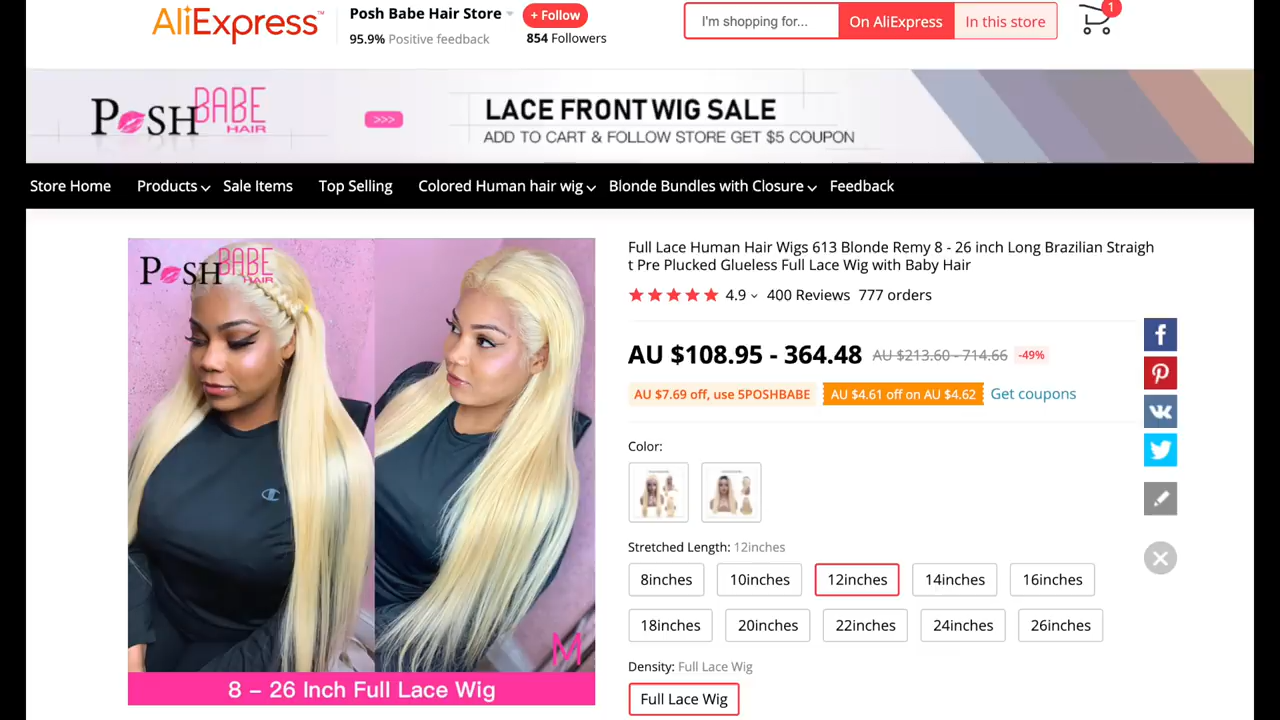 AliExpress™
Posh Babe Hair Store
+ Follow
95.9% Positive feedback
854 Followers
I'm shopping for...
On AliExpress
In this store
1
POSH BABE HAIR
>>>
LACE FRONT WIG SALE
ADD TO CART & FOLLOW STORE GET $5 COUPON
Store Home
Products
Sale Items
Top Selling
Colored Human hair wig
Blonde Bundles with Closure
Feedback
POSH BABE HAIR
M
8 – 26 Inch Full Lace Wig
Full Lace Human Hair Wigs 613 Blonde Remy 8 - 26 inch Long Brazilian Straigh
t Pre Plucked Glueless Full Lace Wig with Baby Hair
4.9 400 Reviews 777 orders
AU $108.95 - 364.48 AU $213.60 - 714.66 -49%
AU $7.69 off, use 5POSHBABE AU $4.61 off on AU $4.62 Get coupons
Color:
Stretched Length: 12inches
8inches 10inches 12inches 14inches 16inches
18inches 20inches 22inches 24inches 26inches
Density: Full Lace Wig
Full Lace Wig